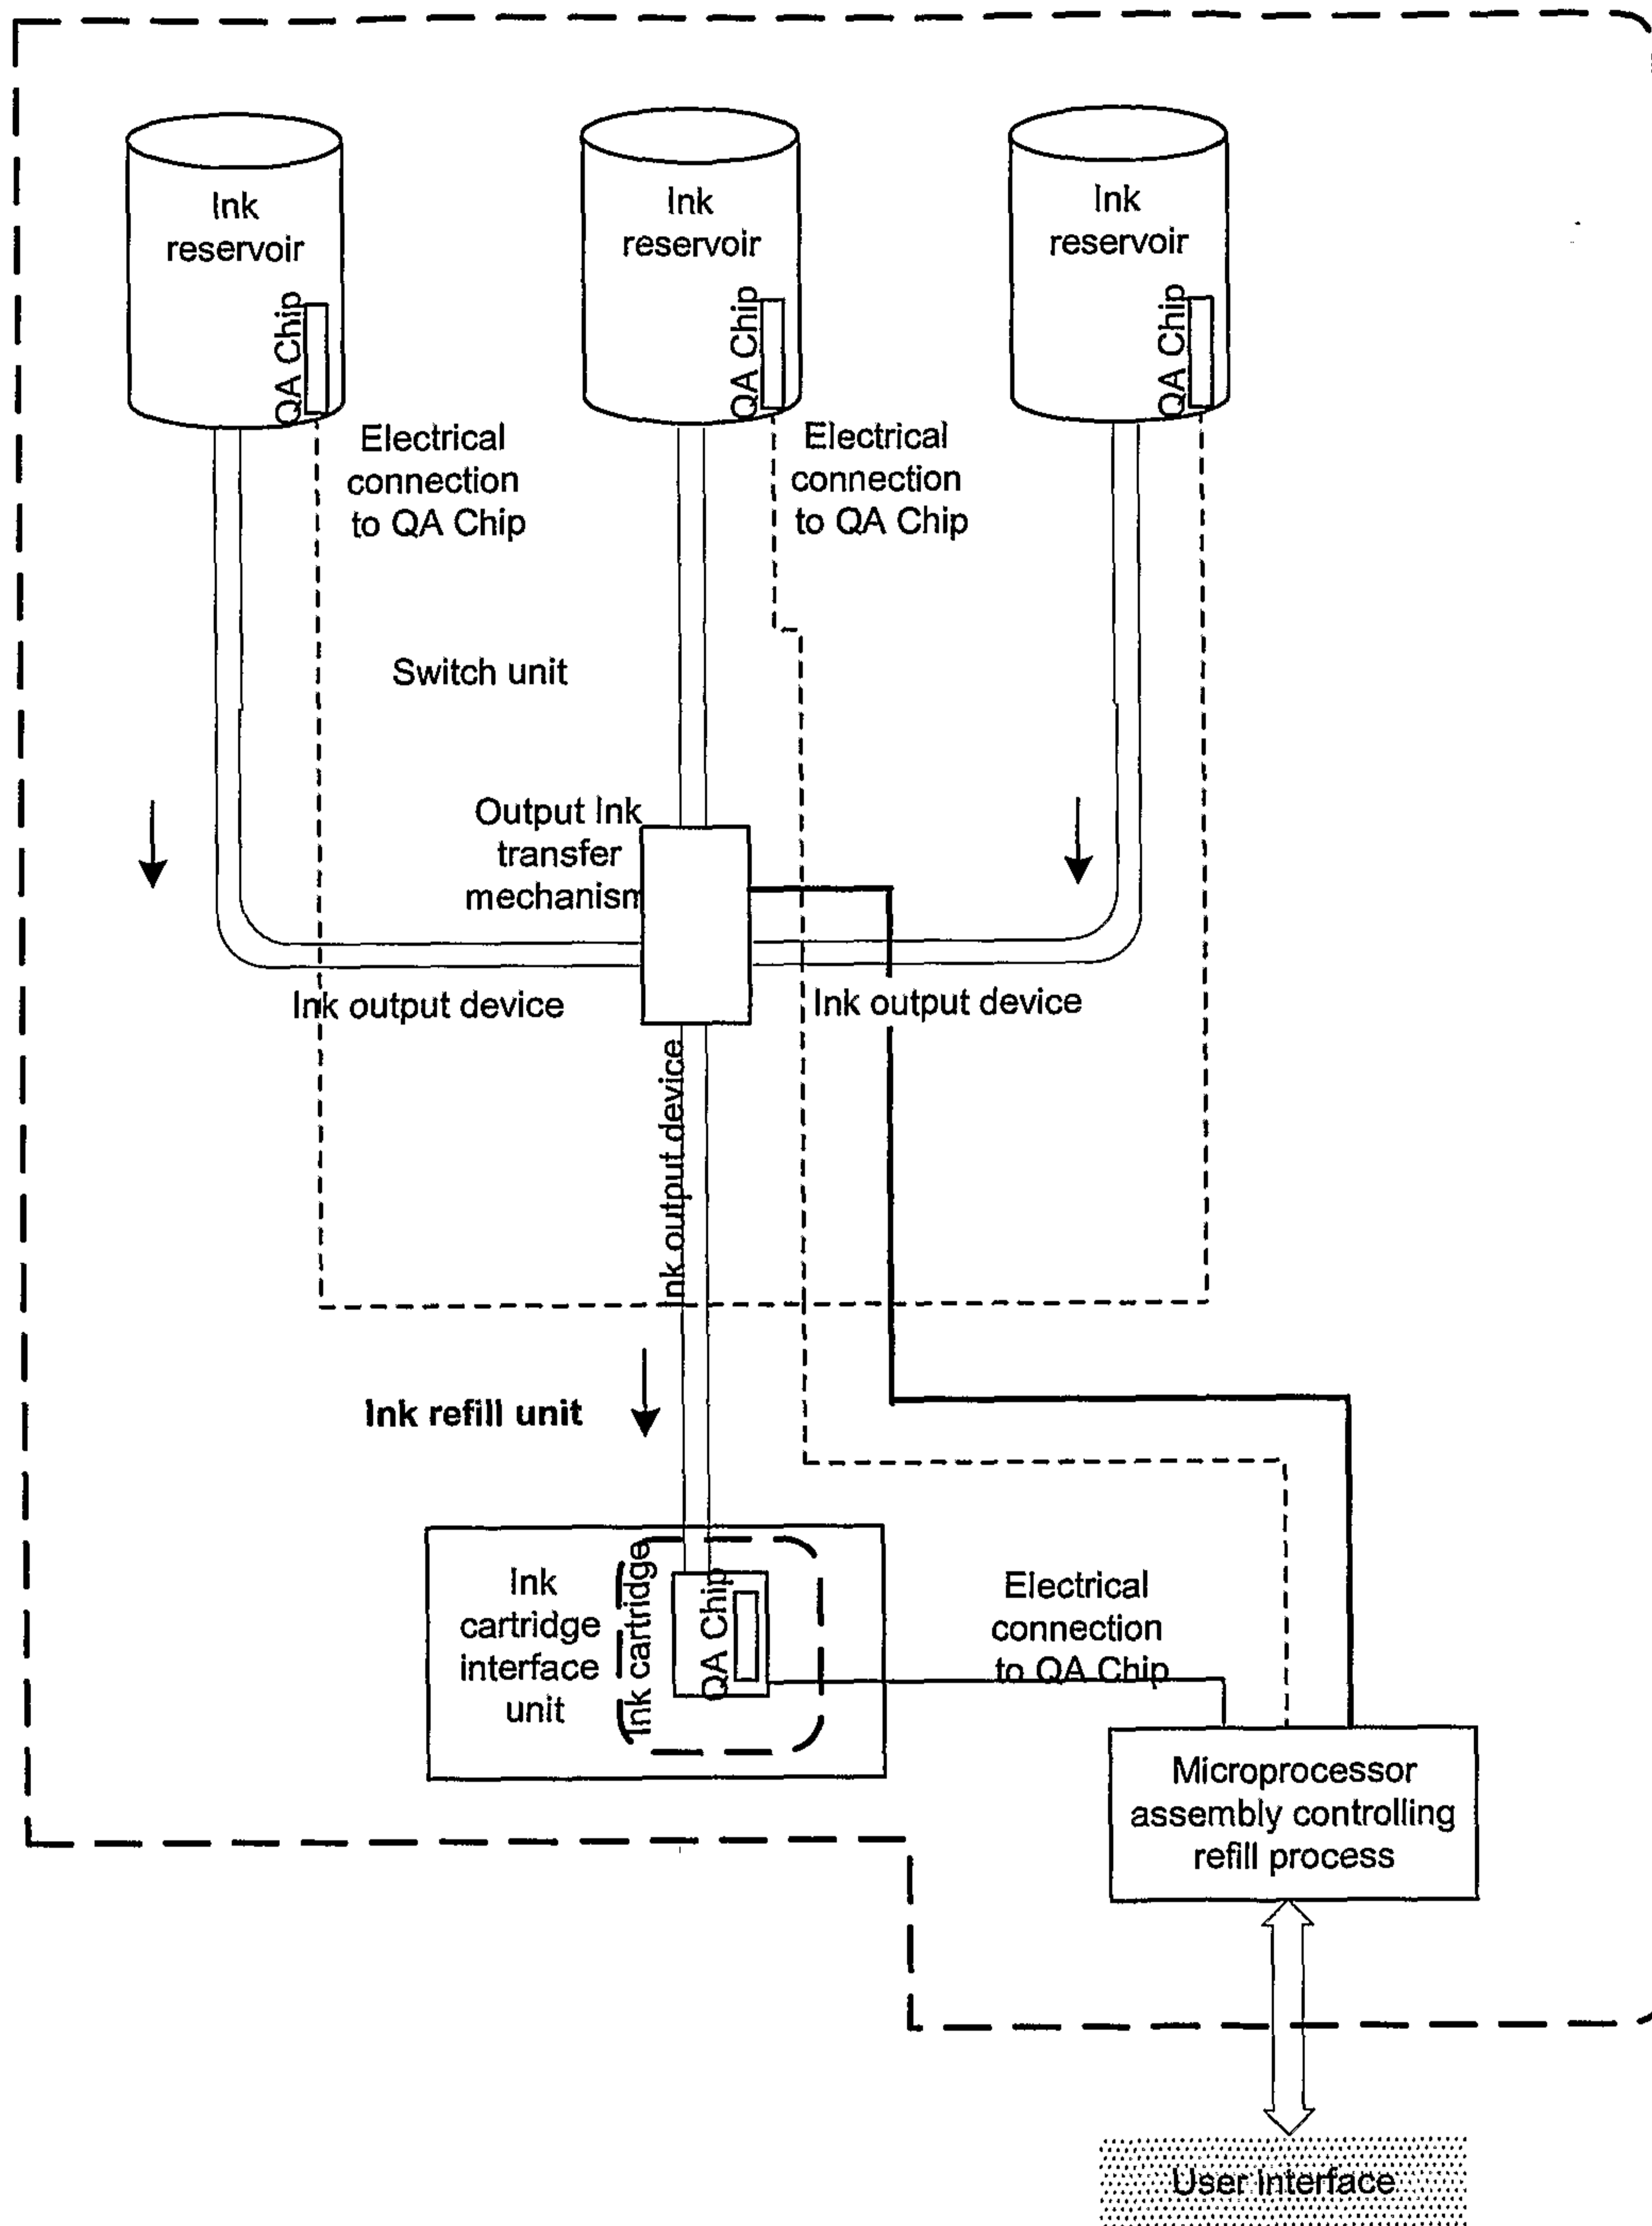 Ink
reservoir
QA Chip
Ink
reservoir
QA Chip
Ink
reservoir
QA Chip
Electrical
connection
to QA Chip
Electrical
connection
to QA Chip
Switch unit
Output Ink
transfer
mechanism
Ink output device
Ink output device
Ink output device
Ink refill unit
Ink
cartridge
interface
unit
Ink cartridge
QA Chip
Electrical
connection
to QA Chip
Microprocessor
assembly controlling
refill process
User Interface